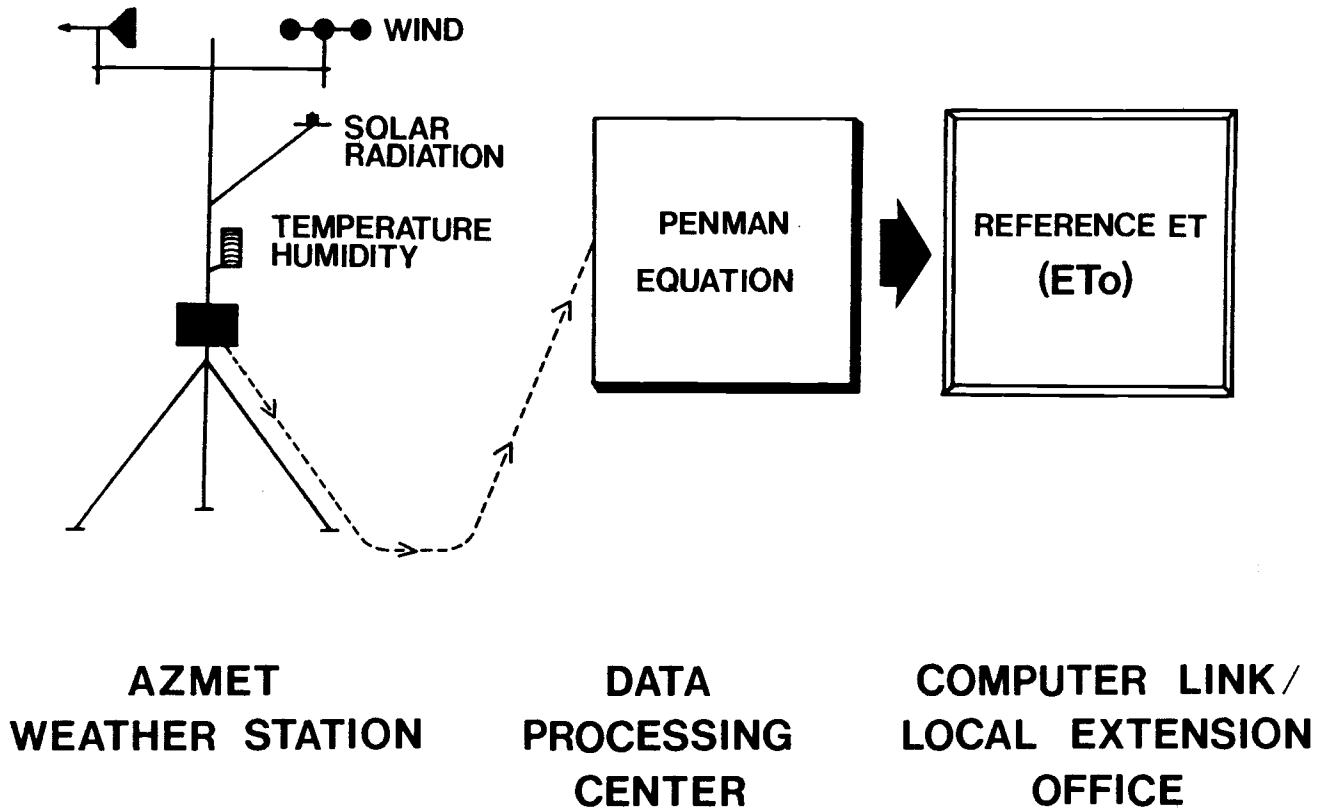 WIND
SOLAR
RADIATION
TEMPERATURE
HUMIDITY
PENMAN
EQUATION
REFERENCE ET
(ETo)
AZMET
WEATHER STATION
DATA
PROCESSING
CENTER
COMPUTER LINK/
LOCAL EXTENSION
OFFICE